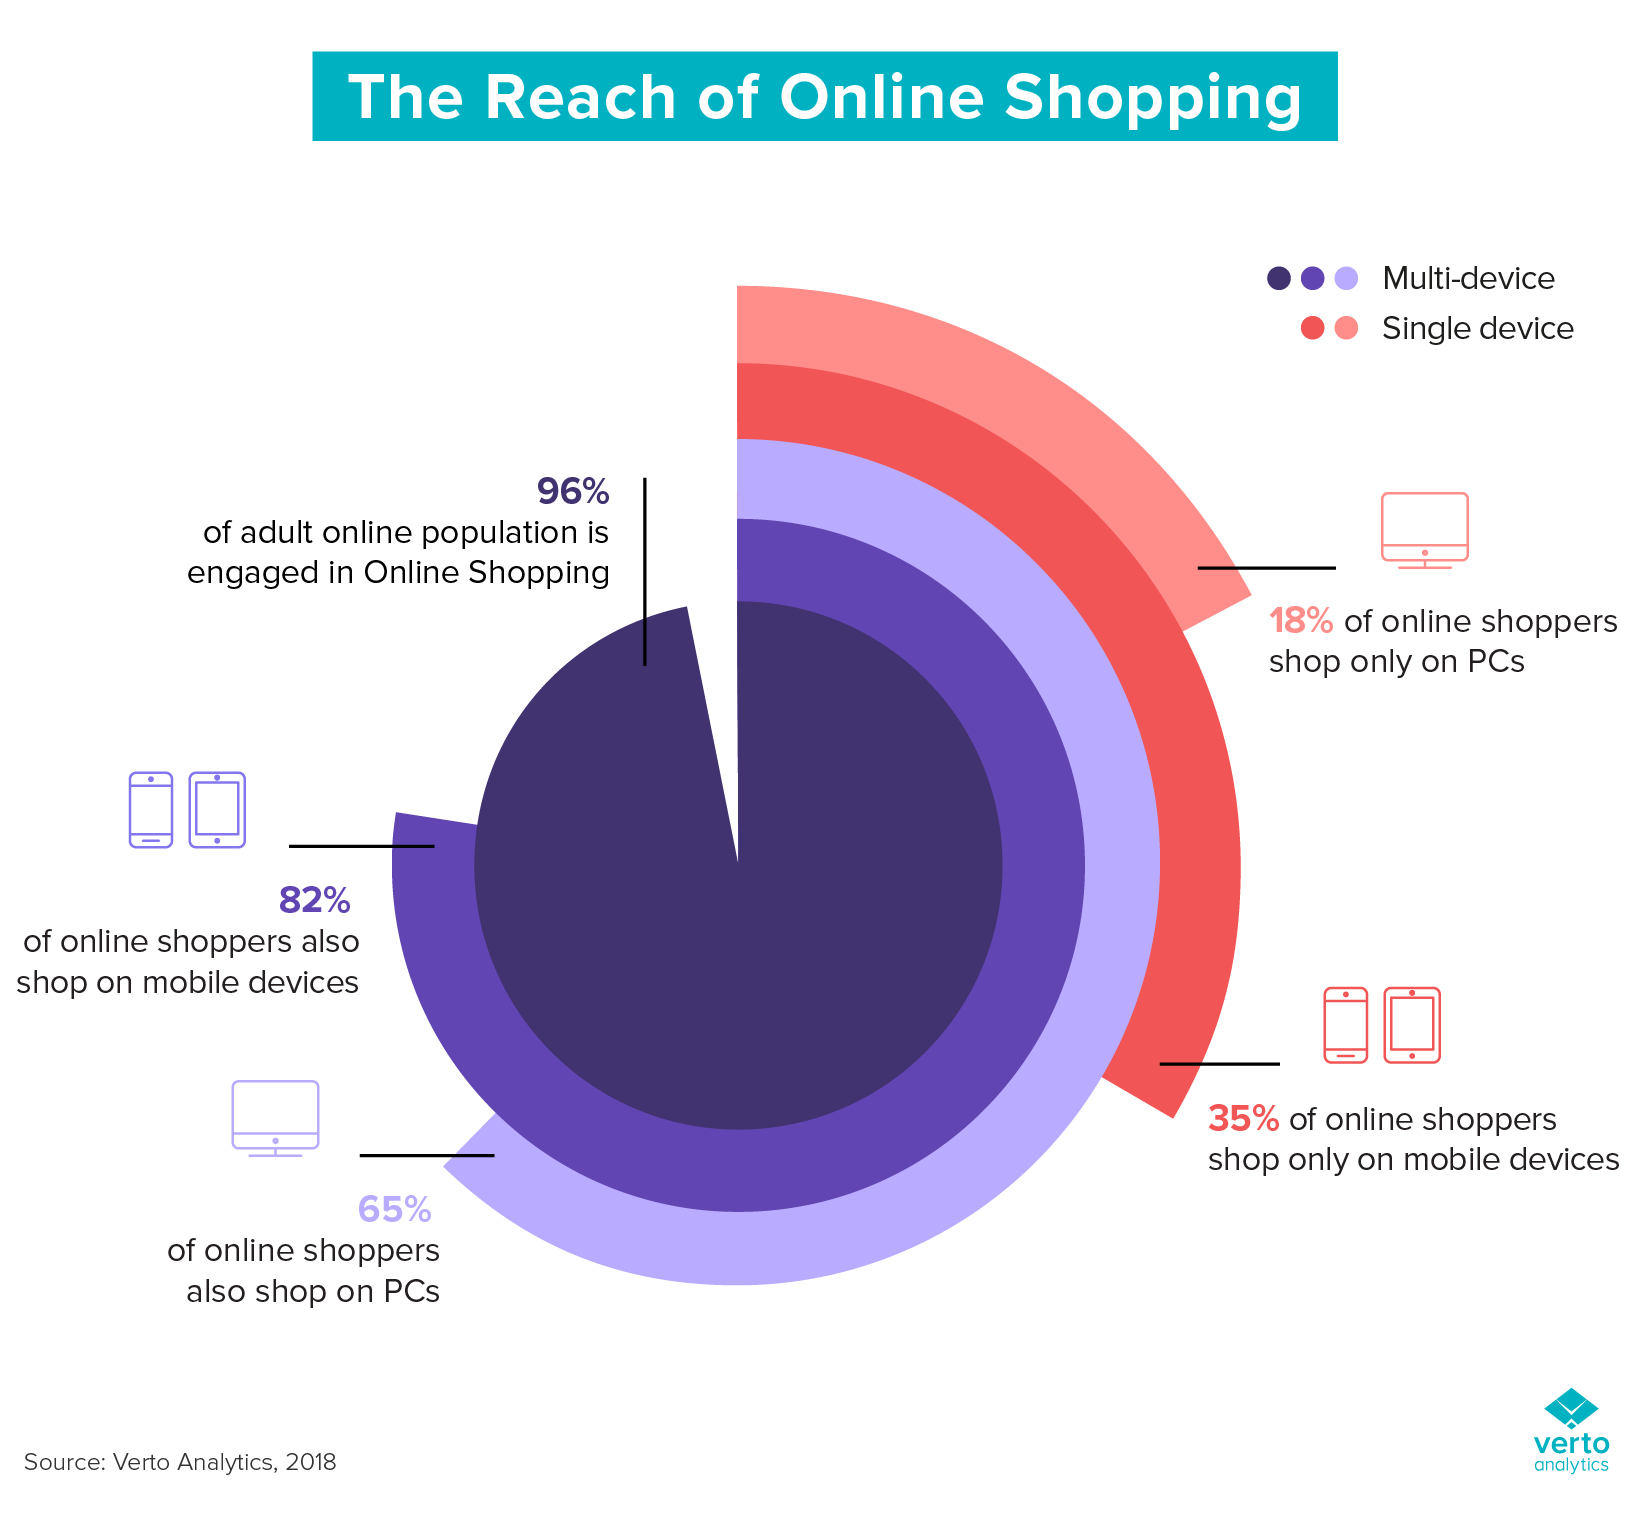 The Reach of Online Shopping
Multi-device
Single device
96%
of adult online population is
engaged in Online Shopping
18% of online shoppers
shop only on PCs
82%
of online shoppers also
shop on mobile devices
35% of online shoppers
shop only on mobile devices
65%
of online shoppers
also shop on PCs
Source: Verto Analytics, 2018
verto
analytics